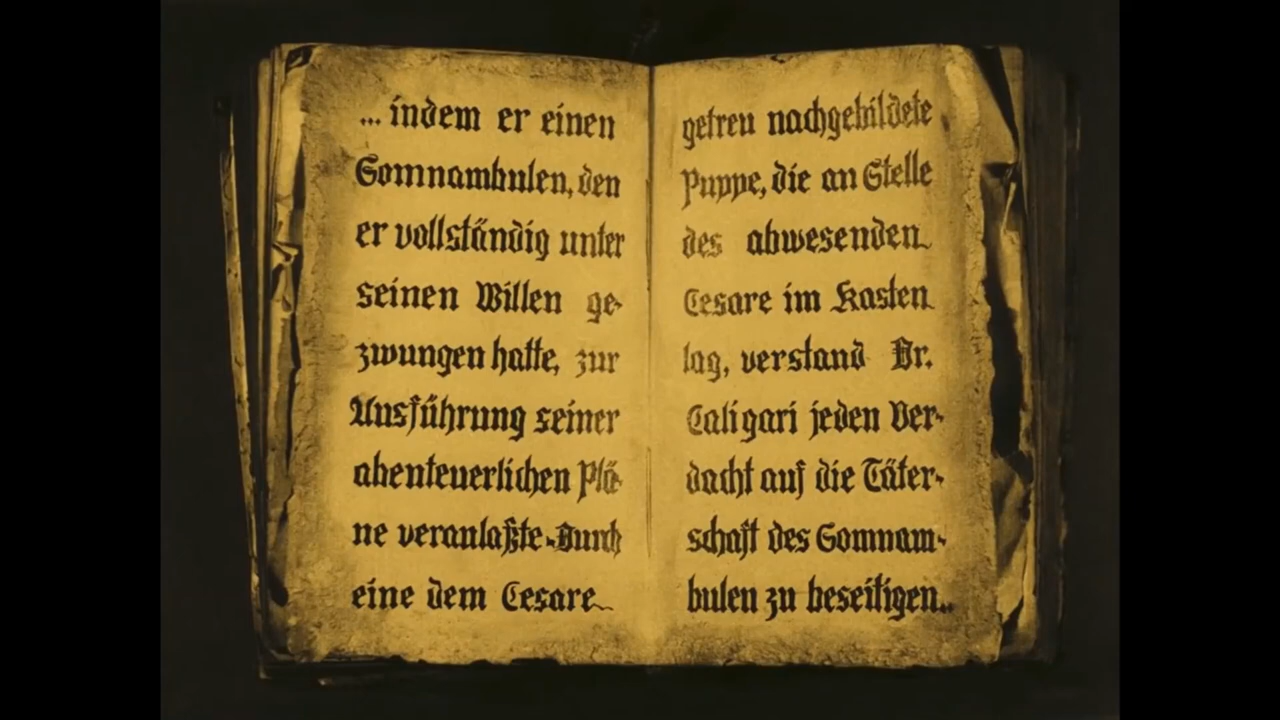 ... indem er einen
Somnambulen, den
er vollständig unter
seinen Willen ge-
zwungen hatte, zur
Ausführung seiner
abenteuerlichen Plä-
ne veranlaßte. Durch
eine dem Cesare
getreu nachgebildete
Puppe, die an Stelle
des abwesenden
Cesare im Kasten
lag, verstand Dr.
Caligari jeden Ver-
dacht auf die Täter-
schaft des Somnam-
bulen zu beseitigen..